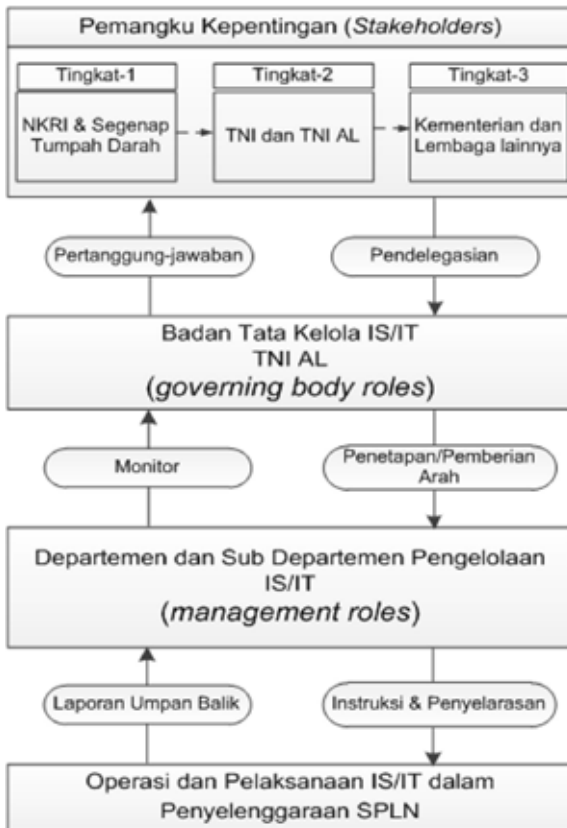 Pemangku Kepentingan (Stakeholders)
Tingkat-1
NKRI & Segenap
Tumpah Darah
Tingkat-2
TNI dan TNI AL
Tingkat-3
Kementerian dan
Lembaga lainnya
Pertanggung-jawaban
Pendelegasian
Badan Tata Kelola IS/IT
TNI AL
(governing body roles)
Monitor
Penetapan/Pemberian
Arah
Departemen dan Sub Departemen Pengelolaan
IS/IT
(management roles)
Laporan Umpan Balik
Instruksi & Penyelarasan
Operasi dan Pelaksanaan IS/IT dalam
Penyelenggaraan SPLN